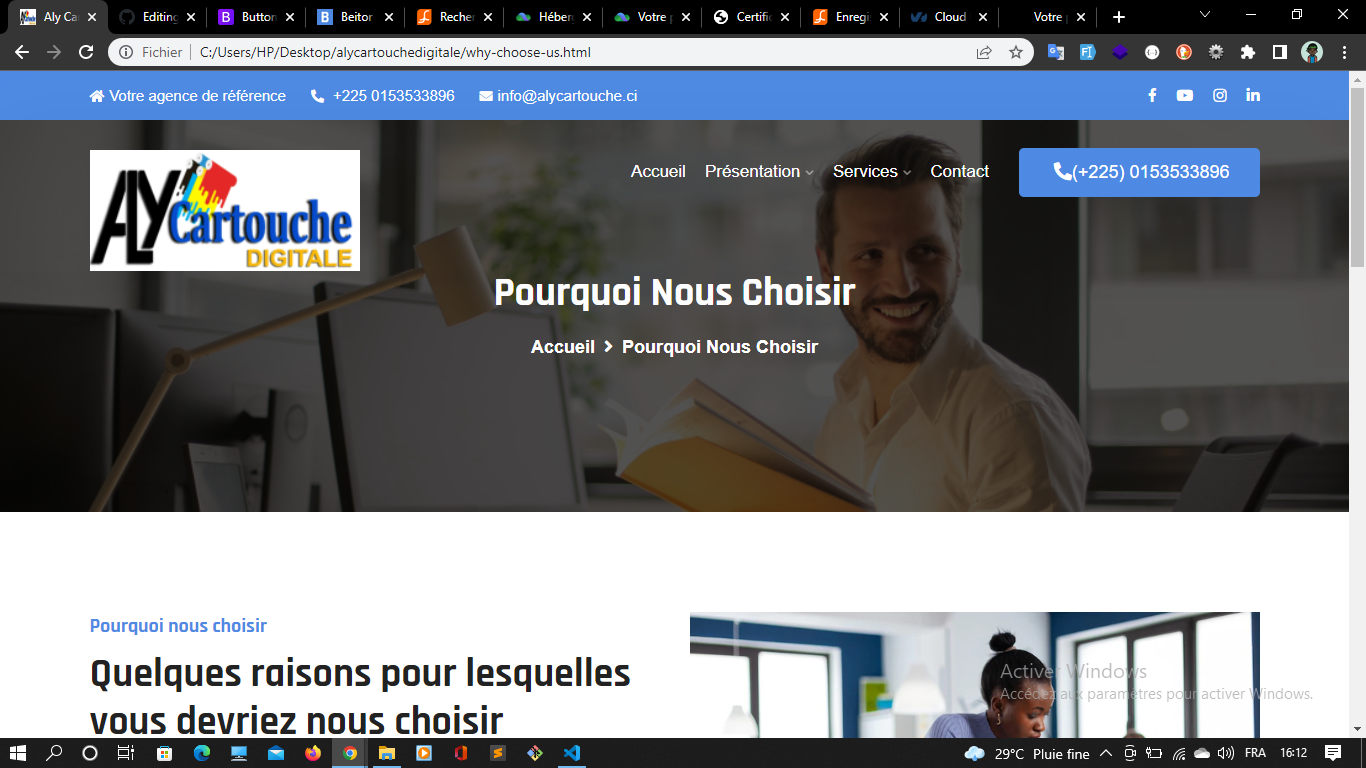 Aly Ca
Editing
Button
Beitor
Reche
Héber
Votre p
Certific
Enregis
Cloud
Votre p
Fichier C:/Users/HP/Desktop/alycartouchedigitale/why-choose-us.html
Votre agence de référence +225 0153533896 info@alycartouche.ci
ALY Cartouche
DIGITALE
Accueil Présentation Services Contact (+225) 0153533896
Pourquoi Nous Choisir
Accueil Pourquoi Nous Choisir
Pourquoi nous choisir
Quelques raisons pour lesquelles
vous devriez nous choisir
Activer Windows
Accédez aux paramètres pour activer Windows.
29°C Pluie fine FRA 16:12